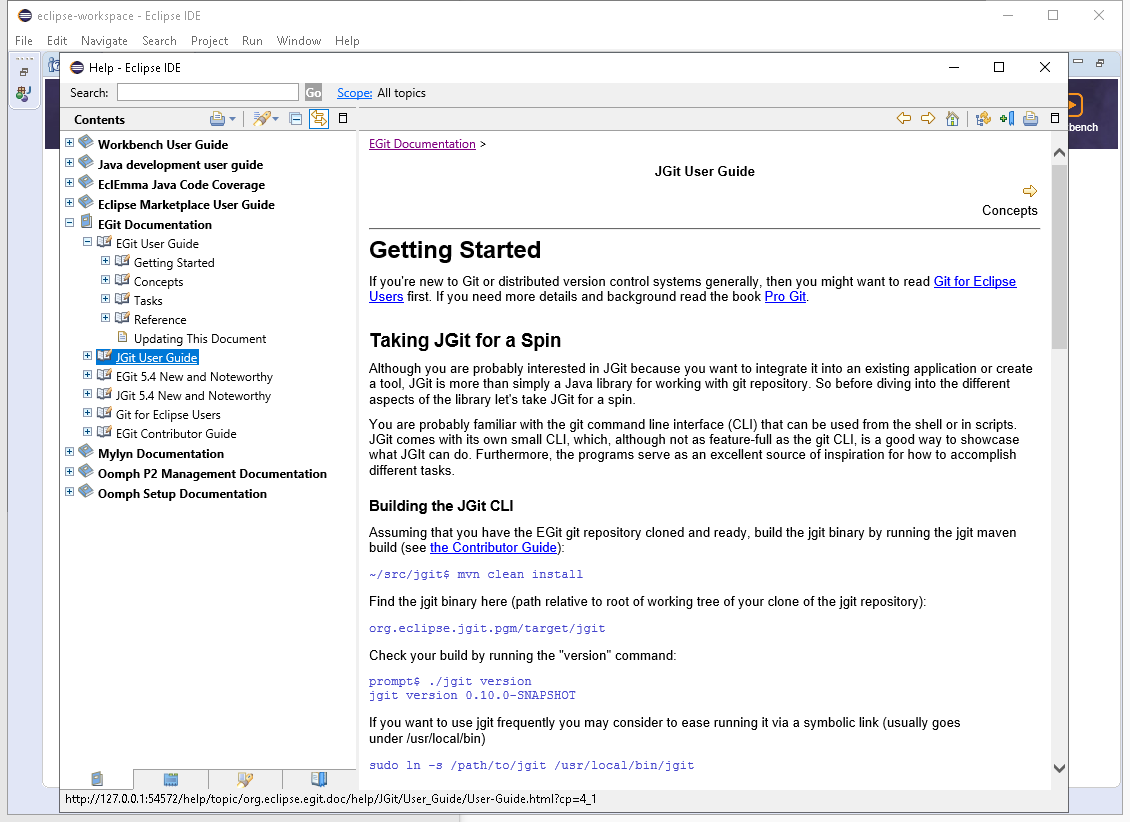 eclipse-workspace - Eclipse IDE
File Edit Navigate Search Project Run Window Help
Help - Eclipse IDE
Search: Go Scope: All topics
Contents
bench
Workbench User Guide
Java development user guide
EclEmma Java Code Coverage
Eclipse Marketplace User Guide
EGit Documentation
EGit User Guide
Getting Started
Concepts
Tasks
Reference
Updating This Document
JGit User Guide
EGit 5.4 New and Noteworthy
JGit 5.4 New and Noteworthy
Git for Eclipse Users
EGit Contributor Guide
Mylyn Documentation
Oomph P2 Management Documentation
Oomph Setup Documentation
EGit Documentation >
JGit User Guide
Concepts
Getting Started
If you're new to Git or distributed version control systems generally, then you might want to read Git for Eclipse
Users first. If you need more details and background read the book Pro Git.
Taking JGit for a Spin
Although you are probably interested in JGit because you want to integrate it into an existing application or create
a tool, JGit is more than simply a Java library for working with git repository. So before diving into the different
aspects of the library let's take JGit for a spin.
You are probably familiar with the git command line interface (CLI) that can be used from the shell or in scripts.
JGit comes with its own small CLI, which, although not as feature-full as the git CLI, is a good way to showcase
what JGIt can do. Furthermore, the programs serve as an excellent source of inspiration for how to accomplish
different tasks.
Building the JGit CLI
Assuming that you have the EGit git repository cloned and ready, build the jgit binary by running the jgit maven
build (see the Contributor Guide):
~/src/jgit$ mvn clean install
Find the jgit binary here (path relative to root of working tree of your clone of the jgit repository):
org.eclipse.jgit.pgm/target/jgit
Check your build by running the "version" command:
prompt$ ./jgit version
jgit version 0.10.0-SNAPSHOT
If you want to use jgit frequently you may consider to ease running it via a symbolic link (usually goes
under /usr/local/bin)
sudo ln -s /path/to/jgit /usr/local/bin/jgit
http://127.0.0.1:54572/help/topic/org.eclipse.egit.doc/help/JGit/User_Guide/User-Guide.html?cp=4_1